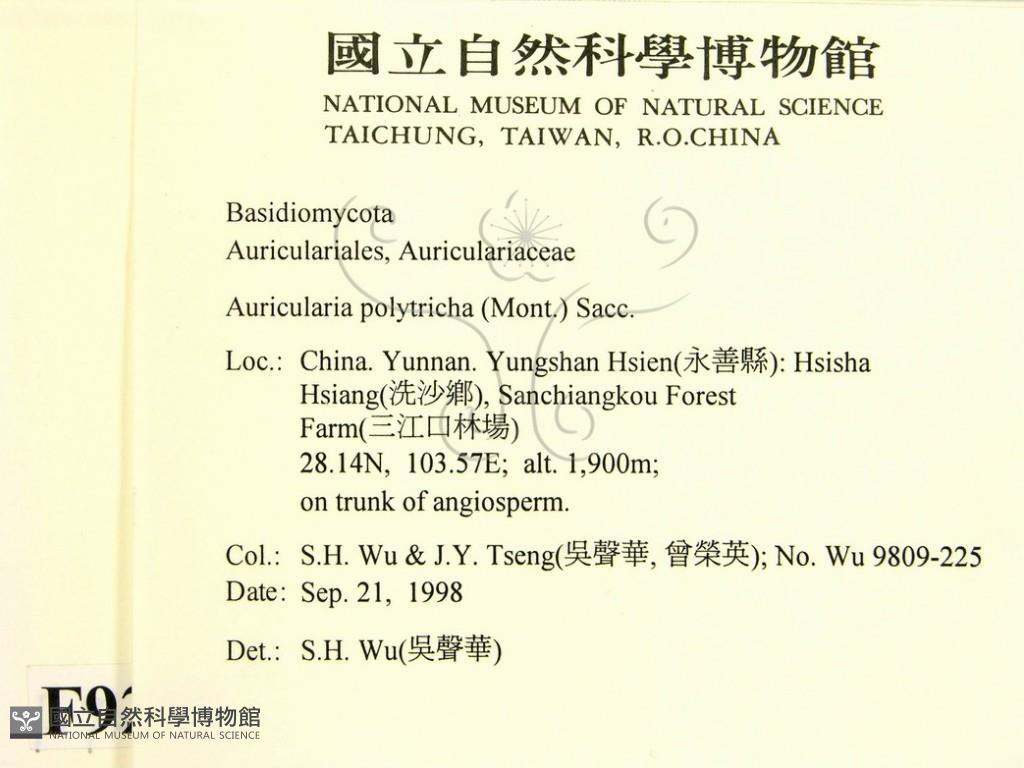 國立自然科學博物館
NATIONAL MUSEUM OF NATURAL SCIENCE
TAICHUNG, TAIWAN, R.O.CHINA
Basidiomycota
Auriculariales, Auriculariaceae
Auricularia polytricha (Mont.) Sacc.
Loc.: China. Yunnan. Yungshan Hsien(永善縣): Hsisha
Hsiang(洗沙鄉), Sanchiangkou Forest
Farm(三江口林場)
28.14N, 103.57E; alt. 1,900m;
on trunk of angiosperm.
Col.: S.H. Wu & J.Y. Tseng(吳聲華, 曾榮英); No. Wu 9809-225
Date: Sep. 21, 1998
Det.: S.H. Wu(吳聲華)
國立自然科學博物館
NATIONAL MUSEUM OF NATURAL SCIENCE